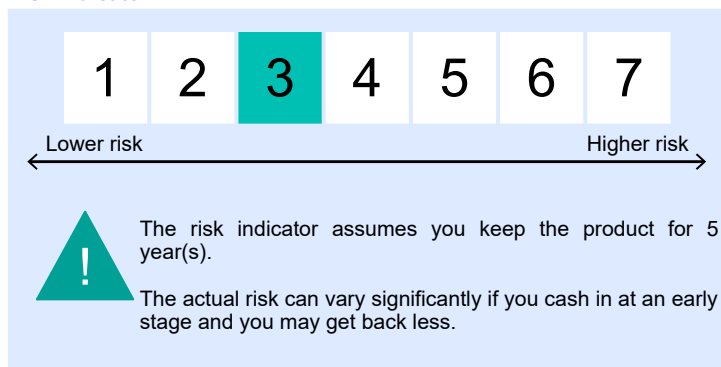 1 2 3 4 5 6 7
Lower risk Higher risk
!
The risk indicator assumes you keep the product for 5
year(s).
The actual risk can vary significantly if you cash in at an early
stage and you may get back less.